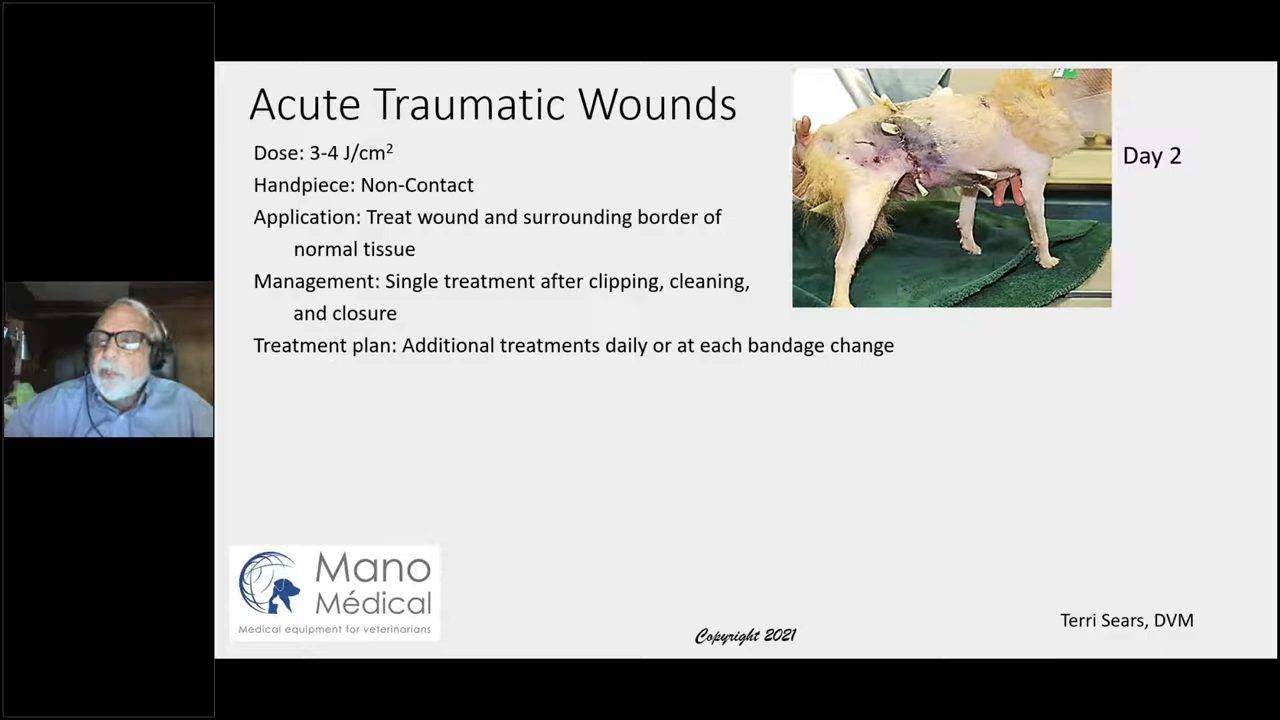 Acute Traumatic Wounds
Dose: 3-4 J/cm²
Handpiece: Non-Contact
Application: Treat wound and surrounding border of
normal tissue
Management: Single treatment after clipping, cleaning,
and closure
Treatment plan: Additional treatments daily or at each bandage change
Day 2
Mano
Médical
Medical equipment for veterinarians
Copyright 2021
Terri Sears, DVM